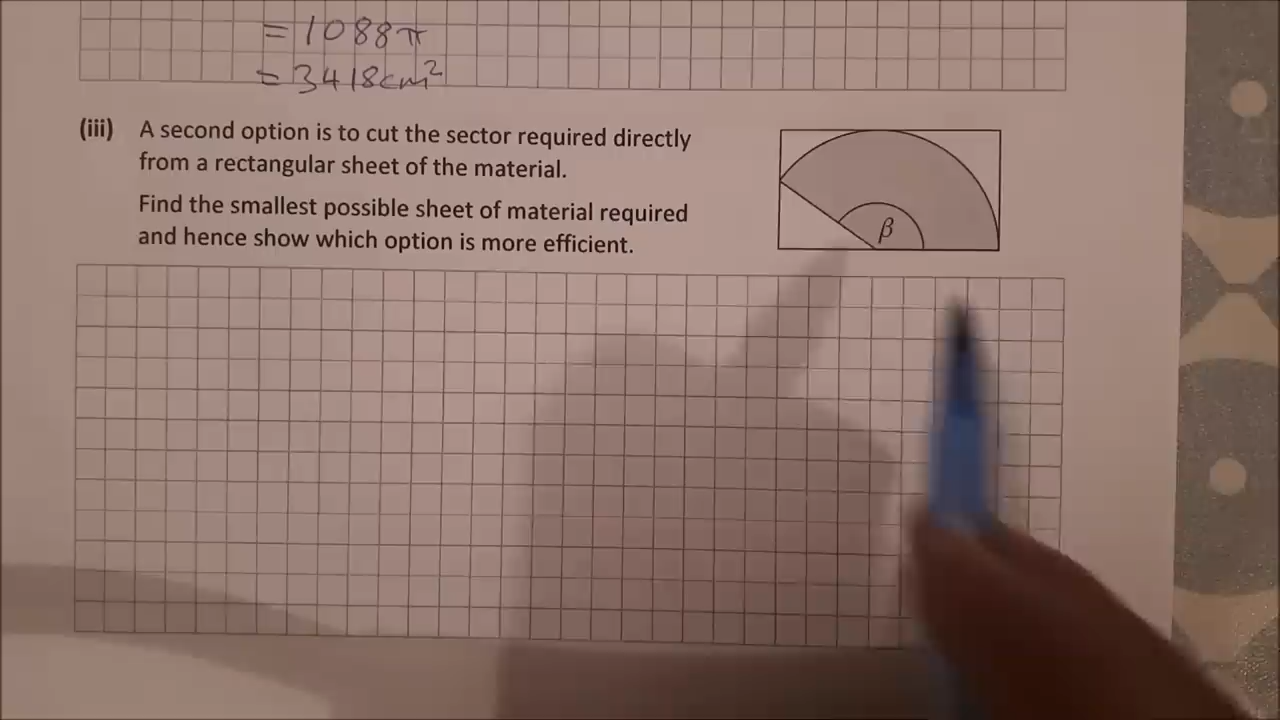 = 1088π
= 3418cm²
(iii) A second option is to cut the sector required directly
from a rectangular sheet of the material.
Find the smallest possible sheet of material required
and hence show which option is more efficient.
β